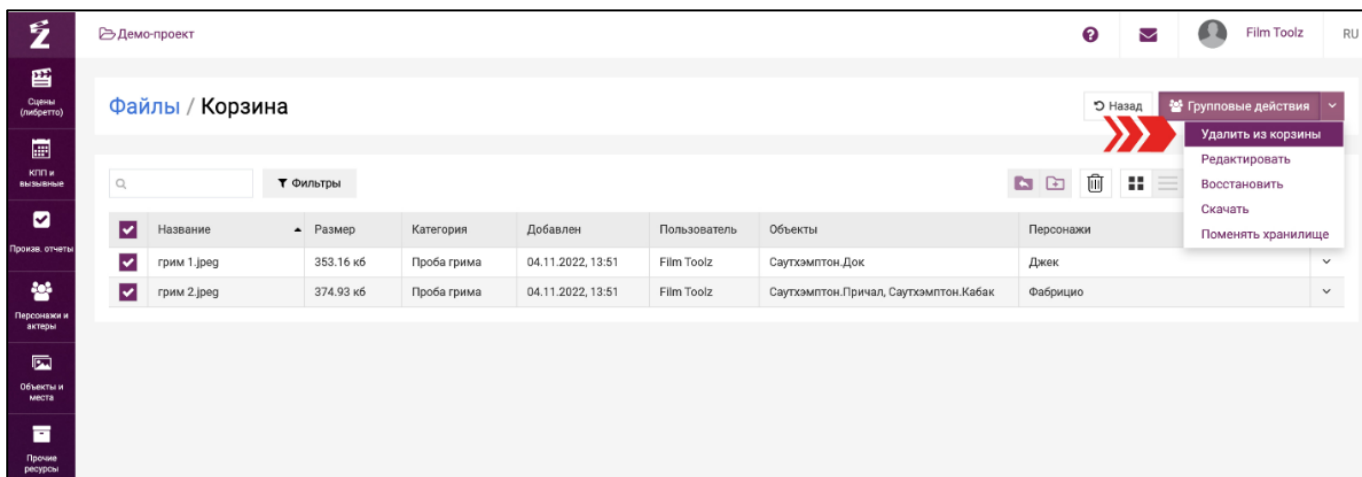 Демо-проект
Film Toolz
RU
Сцены
(либретто)
Файлы / Корзина
Назад
Групповые действия
Удалить из корзины
Редактировать
Восстановить
Скачать
Поменять хранилище
КПП и
вызывные
Фильтры
Произв. отчеты
Название Размер Категория Добавлен Пользователь Объекты Персонажи
грим 1.jpeg 353.16 кб Проба грима 04.11.2022, 13:51 Film Toolz Саутхэмптон.Док Джек
грим 2.jpeg 374.93 кб Проба грима 04.11.2022, 13:51 Film Toolz Саутхэмптон.Причал, Саутхэмптон.Кабак Фабрицио
Персонажи и
актеры
Объекты и
места
Прочие
ресурсы